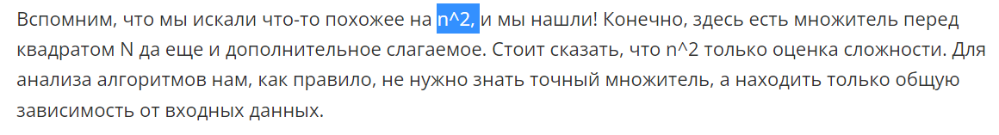 Вспомним, что мы искали что-то похожее на n^2, и мы нашли! Конечно, здесь есть множитель перед
квадратом N да еще и дополнительное слагаемое. Стоит сказать, что n^2 только оценка сложности. Для
анализа алгоритмов нам, как правило, не нужно знать точный множитель, а находить только общую
зависимость от входных данных.